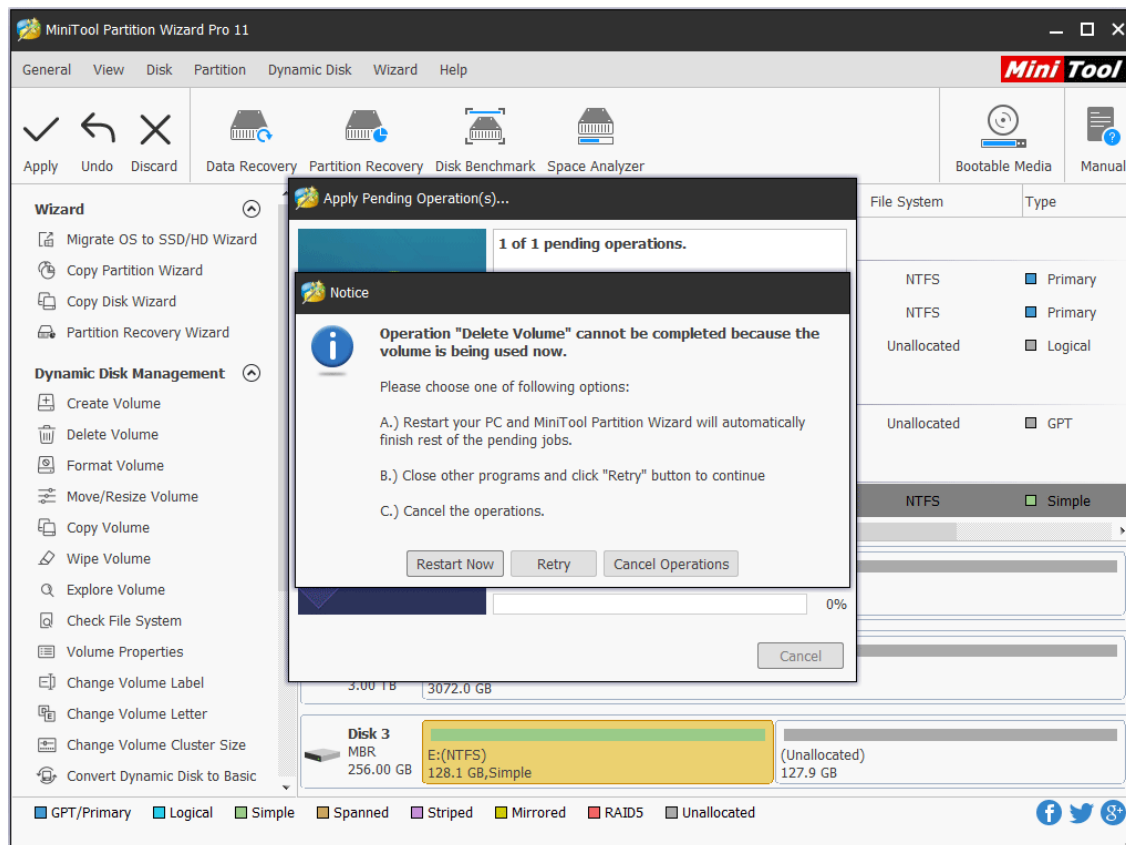 MiniTool Partition Wizard Pro 11
General View Disk Partition Dynamic Disk Wizard Help
Mini Tool
Apply Undo Discard Data Recovery Partition Recovery Disk Benchmark Space Analyzer Bootable Media Manual
Wizard
Migrate OS to SSD/HD Wizard
Copy Partition Wizard
Copy Disk Wizard
Partition Recovery Wizard
Dynamic Disk Management
Create Volume
Delete Volume
Format Volume
Move/Resize Volume
Copy Volume
Wipe Volume
Explore Volume
Check File System
Volume Properties
Change Volume Label
Change Volume Letter
Change Volume Cluster Size
Convert Dynamic Disk to Basic
Apply Pending Operation(s)...
1 of 1 pending operations.
Notice
Operation "Delete Volume" cannot be completed because the
volume is being used now.
Please choose one of following options:
A.) Restart your PC and MiniTool Partition Wizard will automatically
finish rest of the pending jobs.
B.) Close other programs and click "Retry" button to continue
C.) Cancel the operations.
Restart Now Retry Cancel Operations
0%
Cancel
File System Type
NTFS Primary
NTFS Primary
Unallocated Logical
Unallocated GPT
NTFS Simple
3.00 TB 3072.0 GB
Disk 3
MBR
256.00 GB
E:(NTFS)
128.1 GB,Simple
(Unallocated)
127.9 GB
GPT/Primary Logical Simple Spanned Striped Mirrored RAID5 Unallocated